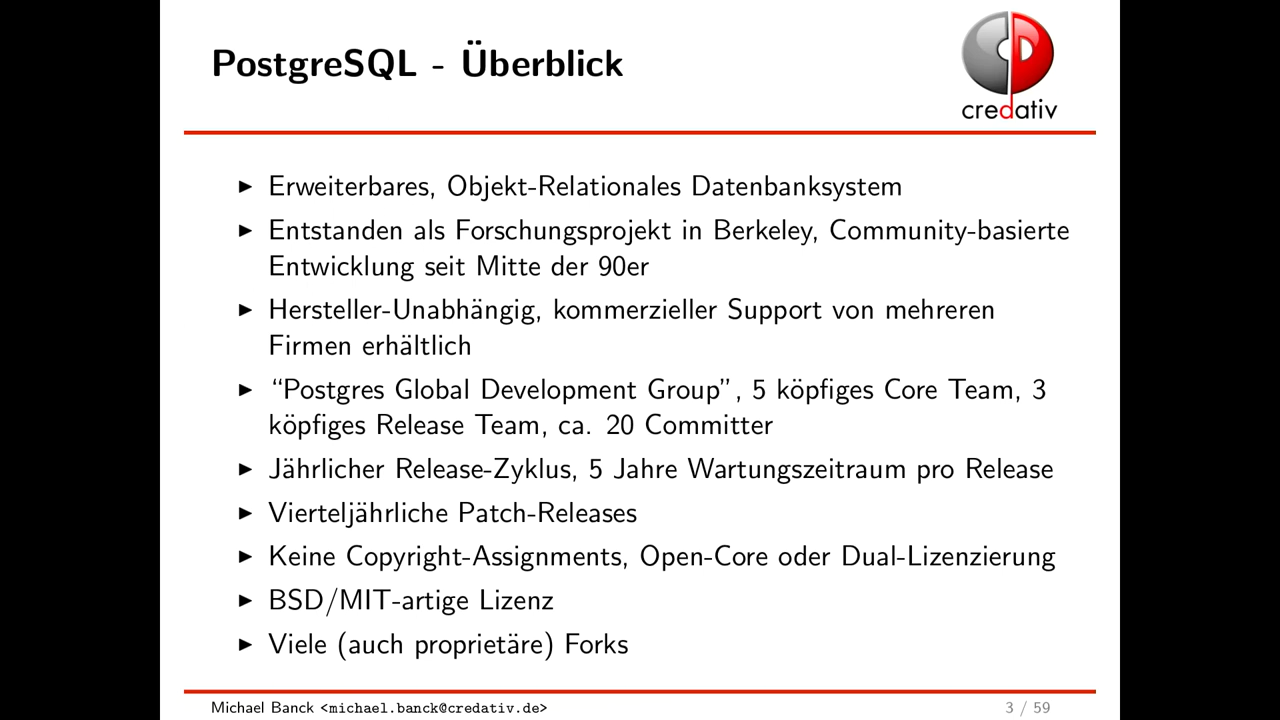 PostgreSQL - Überblick
credativ
▶ Erweiterbares, Objekt-Relationales Datenbanksystem
▶ Entstanden als Forschungsprojekt in Berkeley, Community-basierte
Entwicklung seit Mitte der 90er
▶ Hersteller-Unabhängig, kommerzieller Support von mehreren
Firmen erhältlich
▶ “Postgres Global Development Group”, 5 köpfiges Core Team, 3
köpfiges Release Team, ca. 20 Committer
▶ Jährlicher Release-Zyklus, 5 Jahre Wartungszeitraum pro Release
▶ Vierteljährliche Patch-Releases
▶ Keine Copyright-Assignments, Open-Core oder Dual-Lizenzierung
▶ BSD/MIT-artige Lizenz
▶ Viele (auch proprietäre) Forks
Michael Banck <michael.banck@credativ.de>
3 / 59